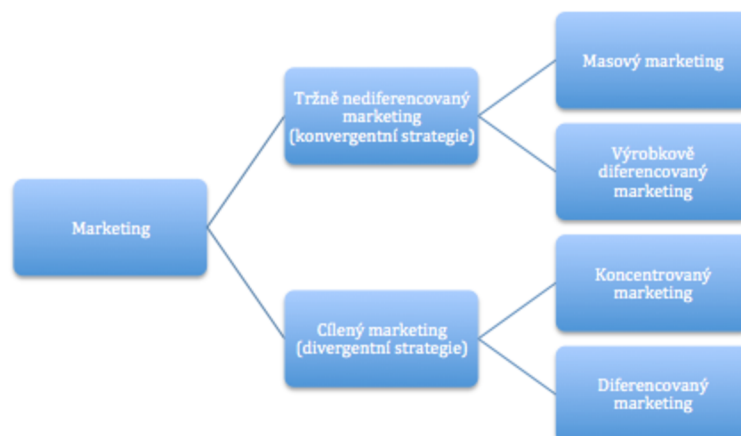 Marketing
Tržně nediferencovaný
marketing
(konvergentní strategie)
Cílený marketing
(divergentní strategie)
Masový marketing
Výrobkově
diferencovaný
marketing
Koncentrovaný
marketing
Diferencovaný
marketing